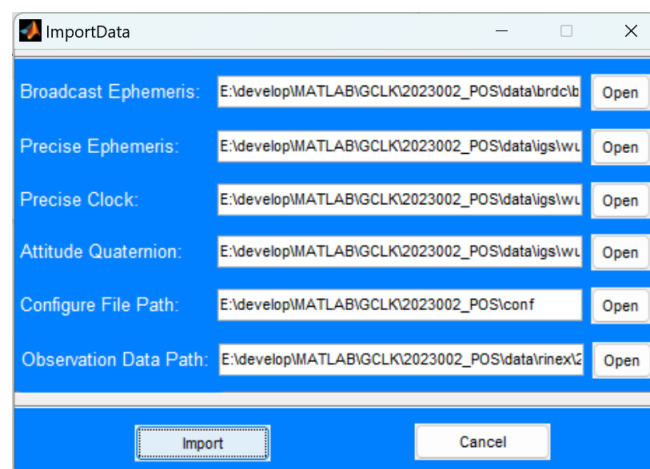 ImportData
Broadcast Ephemeris: E:\develop\MATLAB\GCLK\2023002_POS\data\brdc\b Open
Precise Ephemeris: E:\develop\MATLAB\GCLK\2023002_POS\data\igs\wu Open
Precise Clock: E:\develop\MATLAB\GCLK\2023002_POS\data\igs\wu Open
Attitude Quaternion: E:\develop\MATLAB\GCLK\2023002_POS\data\igs\wu Open
Configure File Path: E:\develop\MATLAB\GCLK\2023002_POS\conf Open
Observation Data Path: E:\develop\MATLAB\GCLK\2023002_POS\data\rinex\2 Open
Import Cancel